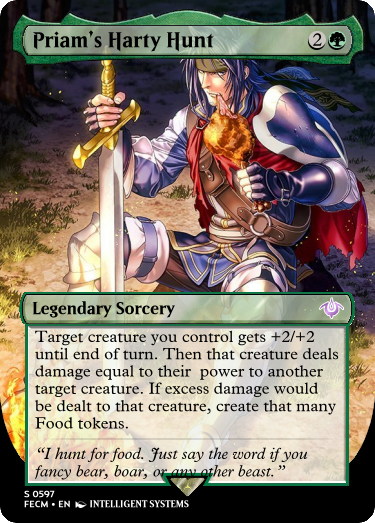 Priam's Harty Hunt 2
Legendary Sorcery
Target creature you control gets +2/+2
until end of turn. Then that creature deals
damage equal to their power to another
target creature. If excess damage would
be dealt to that creature, create that many
Food tokens.
“I hunt for food. Just say the word if you
fancy bear, boar, or any other beast.”
S 0597
FECM • EN INTELLIGENT SYSTEMS